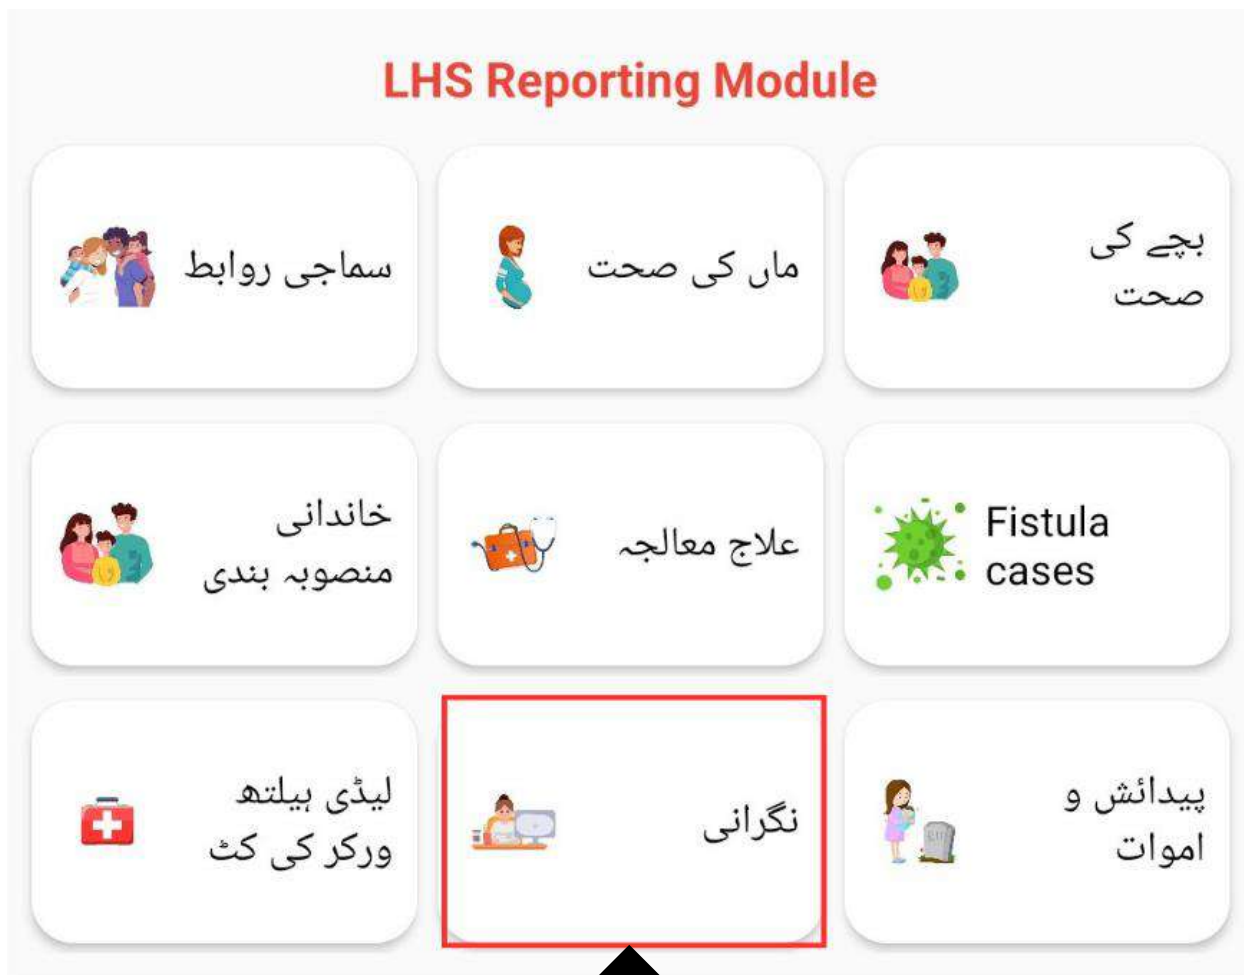 LHS Reporting Module
بچے کی
صحت
ماں کی صحت
سماجی روابط
Fistula
cases
علاج معالجہ
خاندانی
منصوبہ بندی
پیدائش و
اموات
نگرانی
لیڈی ہیلتھ
ورکر کی کٹ